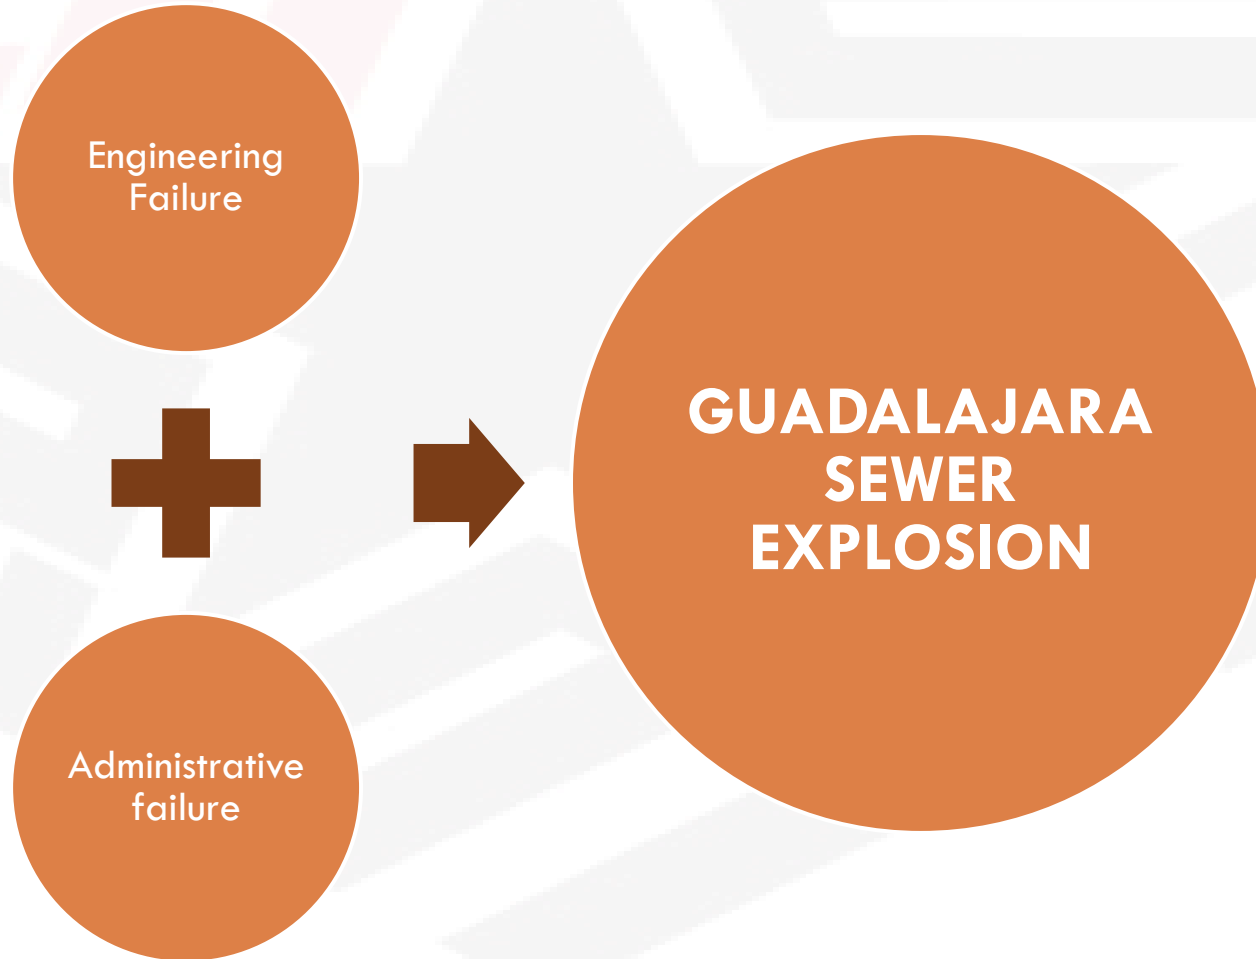 Engineering
Failure
Administrative
failure
GUADALAJARA
SEWER
EXPLOSION